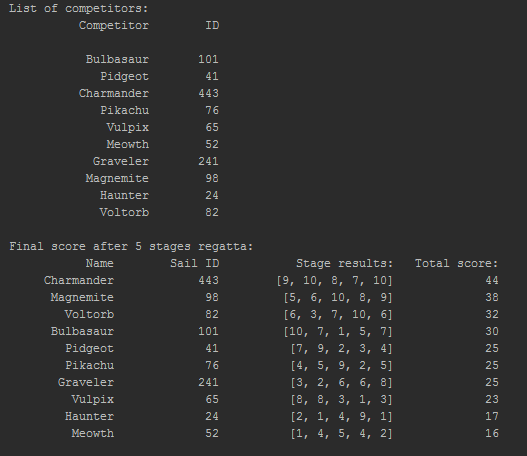 List of competitors:
Competitor ID
Bulbasaur 101
Pidgeot 41
Charmander 443
Pikachu 76
Vulpix 65
Meowth 52
Graveler 241
Magnemite 98
Haunter 24
Voltorb 82
Final score after 5 stages regatta:
Name Sail ID Stage results: Total score:
Charmander 443 [9, 10, 8, 7, 10] 44
Magnemite 98 [5, 6, 10, 8, 9] 38
Voltorb 82 [6, 3, 7, 10, 6] 32
Bulbasaur 101 [10, 7, 1, 5, 7] 30
Pidgeot 41 [7, 9, 2, 3, 4] 25
Pikachu 76 [4, 5, 9, 2, 5] 25
Graveler 241 [3, 2, 6, 6, 8] 25
Vulpix 65 [8, 8, 3, 1, 3] 23
Haunter 24 [2, 1, 4, 9, 1] 17
Meowth 52 [1, 4, 5, 4, 2] 16